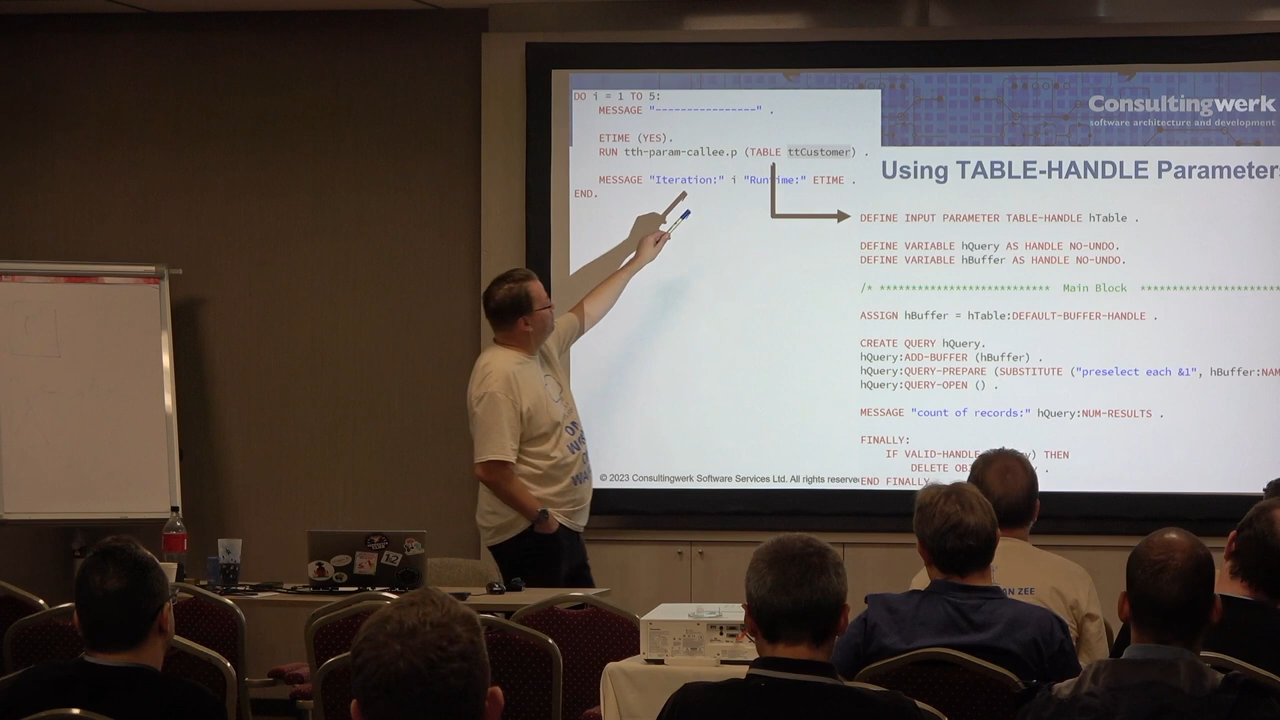 DO i = 1 TO 5:
MESSAGE "----------------" .
ETIME (YES).
RUN tth-param-callee.p (TABLE ttCustomer) .
MESSAGE "Iteration:" i "Runtime:" ETIME .
END.
Consultingwerk
software architecture and development
Using TABLE-HANDLE Parameters
DEFINE INPUT PARAMETER TABLE-HANDLE hTable .
DEFINE VARIABLE hQuery AS HANDLE NO-UNDO.
DEFINE VARIABLE hBuffer AS HANDLE NO-UNDO.
/* *************************** Main Block ***********************
ASSIGN hBuffer = hTable:DEFAULT-BUFFER-HANDLE .
CREATE QUERY hQuery.
hQuery:ADD-BUFFER (hBuffer) .
hQuery:QUERY-PREPARE (SUBSTITUTE ("preselect each &1", hBuffer:NAM
hQuery:QUERY-OPEN () .
MESSAGE "count of records:" hQuery:NUM-RESULTS .
FINALLY:
IF VALID-HANDLE ) THEN
DELETE .
END FINALLY
© 2023 Consultingwerk Software Services Ltd. All rights reserve
ON
AN ZEE
12